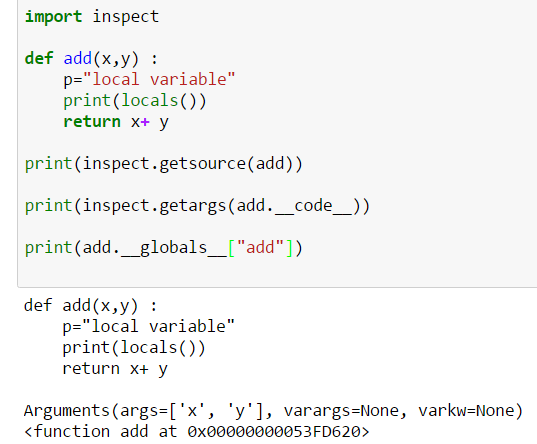 import inspect
def add(x,y) :
    p="local variable"
    print(locals())
    return x+ y
print(inspect.getsource(add))
print(inspect.getargs(add.__code__))
print(add.__globals__["add"])
def add(x,y) :
    p="local variable"
    print(locals())
    return x+ y
Arguments(args=['x', 'y'], varargs=None, varkw=None)
<function add at 0x00000000053FD620>